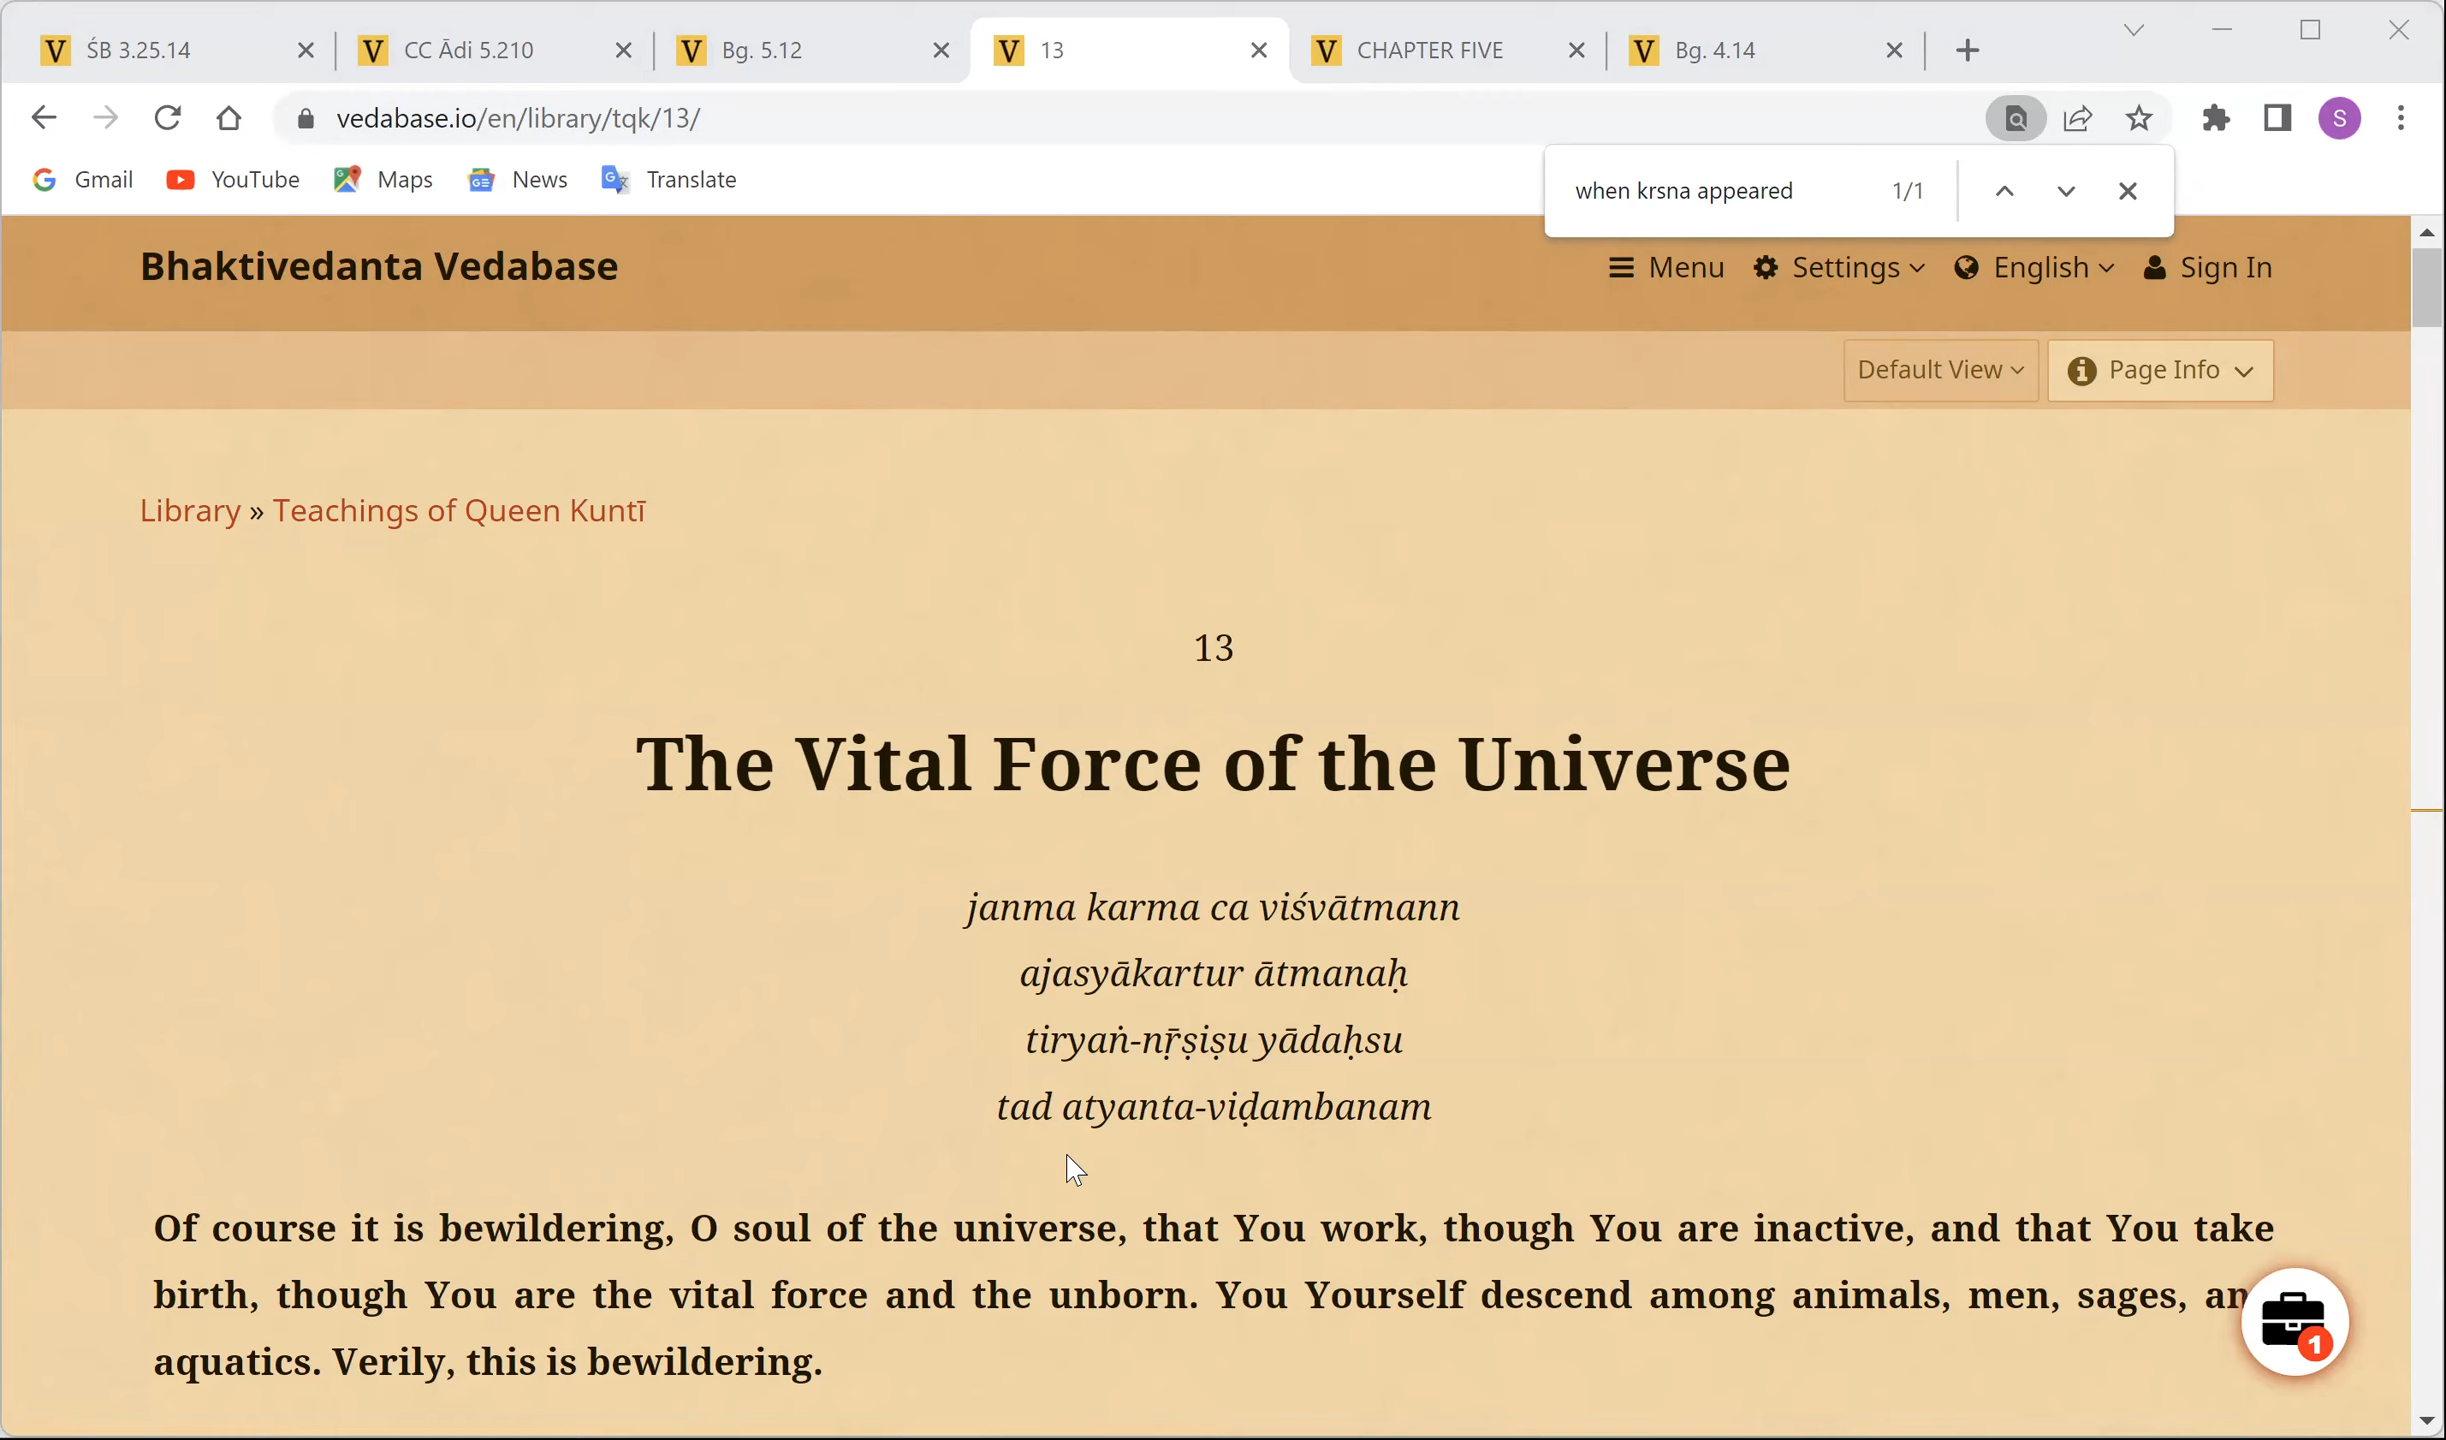 ŚB 3.25.14
CC Ādi 5.210
Bg. 5.12
13
CHAPTER FIVE
Bg. 4.14
vedabase.io/en/library/tqk/13/
S
Gmail
YouTube
Maps
News
Translate
when krsna appeared
1/1
Bhaktivedanta Vedabase
Menu
Settings
English
Sign In
Default View
Page Info
Library » Teachings of Queen Kuntī
13
The Vital Force of the Universe
janma karma ca viśvātmann
ajasyākartur ātmanaḥ
tiryaṅ-nṝṣiṣu yādaḥsu
tad atyanta-viḍambanam
Of course it is bewildering, O soul of the universe, that You work, though You are inactive, and that You take
birth, though You are the vital force and the unborn. You Yourself descend among animals, men, sages, an
aquatics. Verily, this is bewildering.
1